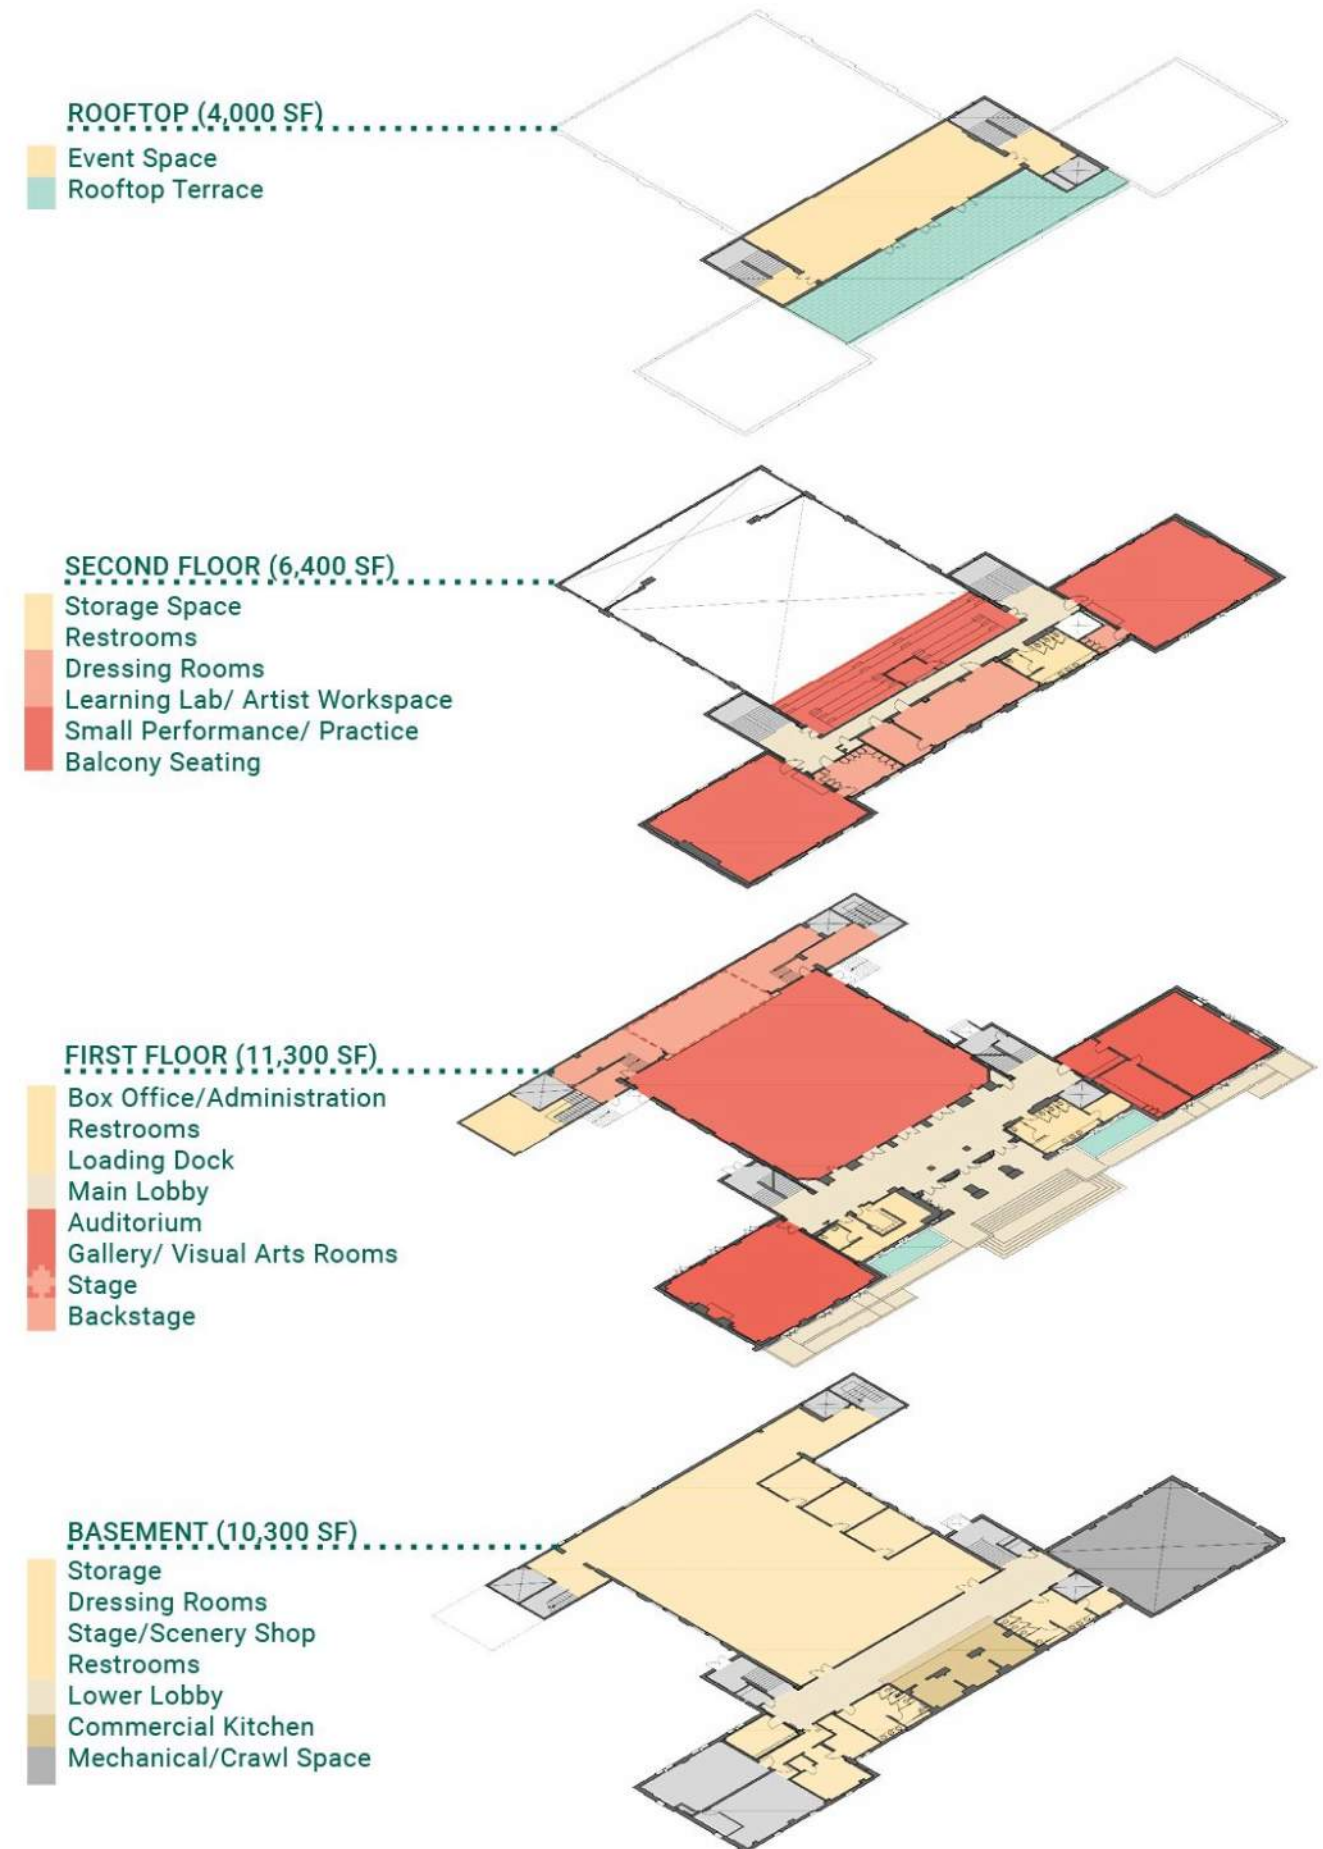 ROOFTOP (4,000 SF)
Event Space
Rooftop Terrace
SECOND FLOOR (6,400 SF)
Storage Space
Restrooms
Dressing Rooms
Learning Lab/ Artist Workspace
Small Performance/ Practice
Balcony Seating
FIRST FLOOR (11,300 SF)
Box Office/Administration
Restrooms
Loading Dock
Main Lobby
Auditorium
Gallery/ Visual Arts Rooms
Stage
Backstage
BASEMENT (10,300 SF)
Storage
Dressing Rooms
Stage/Scenery Shop
Restrooms
Lower Lobby
Commercial Kitchen
Mechanical/Crawl Space